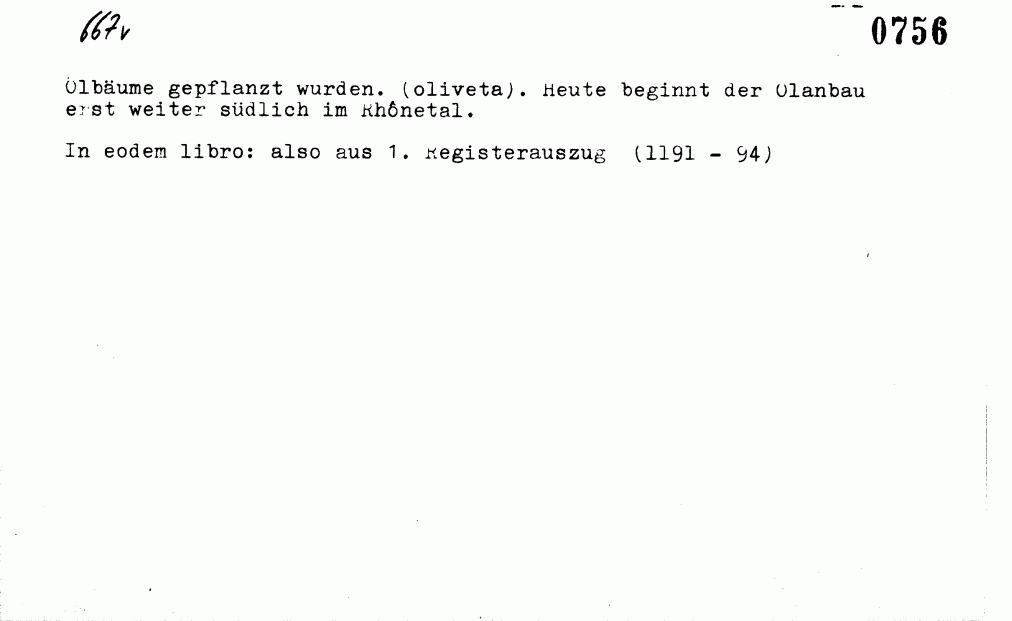 667v
0756
Ölbäume gepflanzt wurden. (oliveta). Heute beginnt der Ölanbau
erst weiter südlich im Rhônetal.
In eodem libro: also aus 1. Registerauszug (1191 - 94)